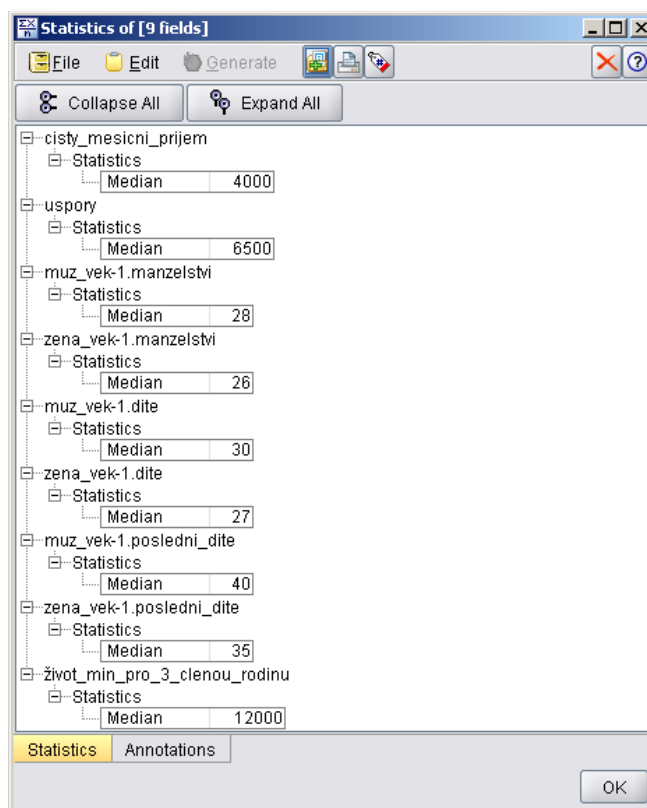 Statistics of [9 fields]
File Edit Generate
Collapse All Expand All
cisty_mesicni_prijem
Statistics
Median 4000
uspory
Statistics
Median 6500
muz_vek-1.manzelstvi
Statistics
Median 28
zena_vek-1.manzelstvi
Statistics
Median 26
muz_vek-1.dite
Statistics
Median 30
zena_vek-1.dite
Statistics
Median 27
muz_vek-1.posledni_dite
Statistics
Median 40
zena_vek-1.posledni_dite
Statistics
Median 35
život_min_pro_3_clenou_rodinu
Statistics
Median 12000
Statistics Annotations
OK